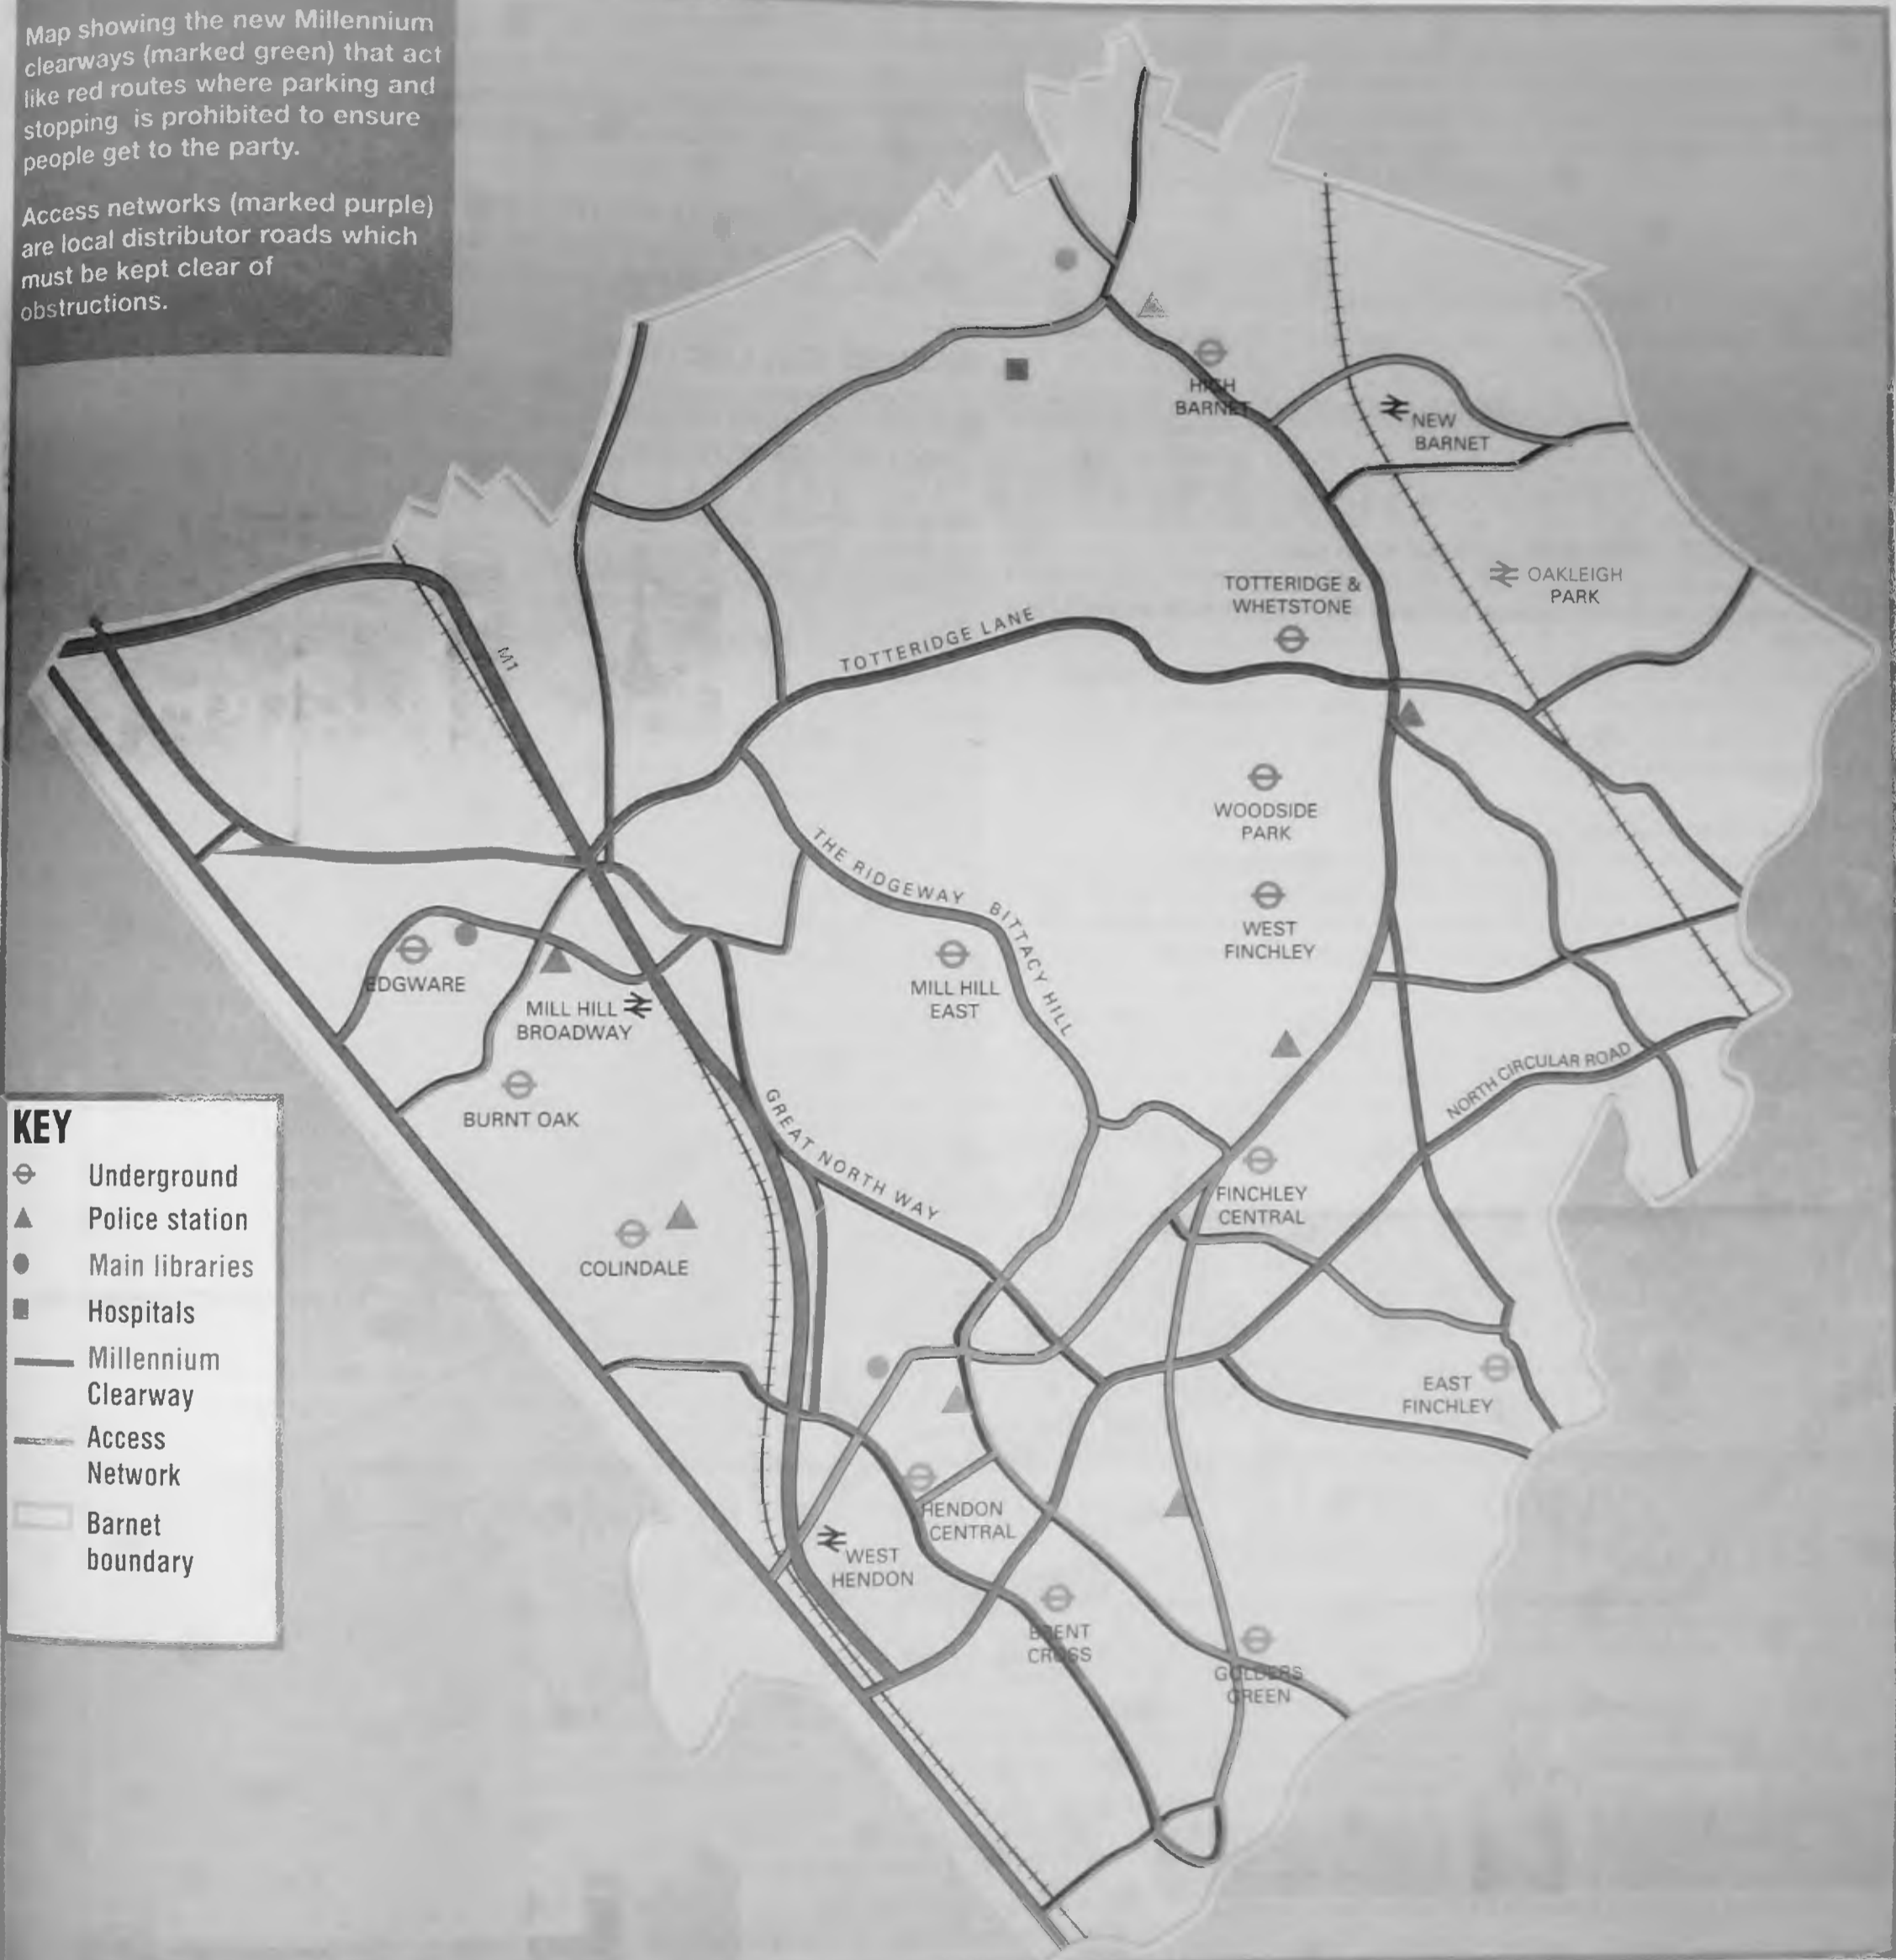 Map showing the new Millennium
clearways (marked green) that act
like red routes where parking and
stopping is prohibited to ensure
people get to the party.
Access networks (marked purple)
are local distributor roads which
must be kept clear of
obstructions.
HIGH
BARNET
NEW
BARNET
OAKLEIGH
PARK
TOTTERIDGE &
WHETSTONE
TOTTERIDGE LANE
M1
WOODSIDE
PARK
THE RIDGEWAY
BITTACY HILL
WEST
FINCHLEY
EDGWARE
MILL HILL
BROADWAY
MILL HILL
EAST
NORTH CIRCULAR ROAD
BURNT OAK
GREAT NORTH WAY
FINCHLEY
CENTRAL
COLINDALE
EAST
FINCHLEY
HENDON
CENTRAL
WEST
HENDON
BRENT
CROSS
GOLDERS
GREEN
KEY
Underground
Police station
Main libraries
Hospitals
Millennium
Clearway
Access
Network
Barnet
boundary